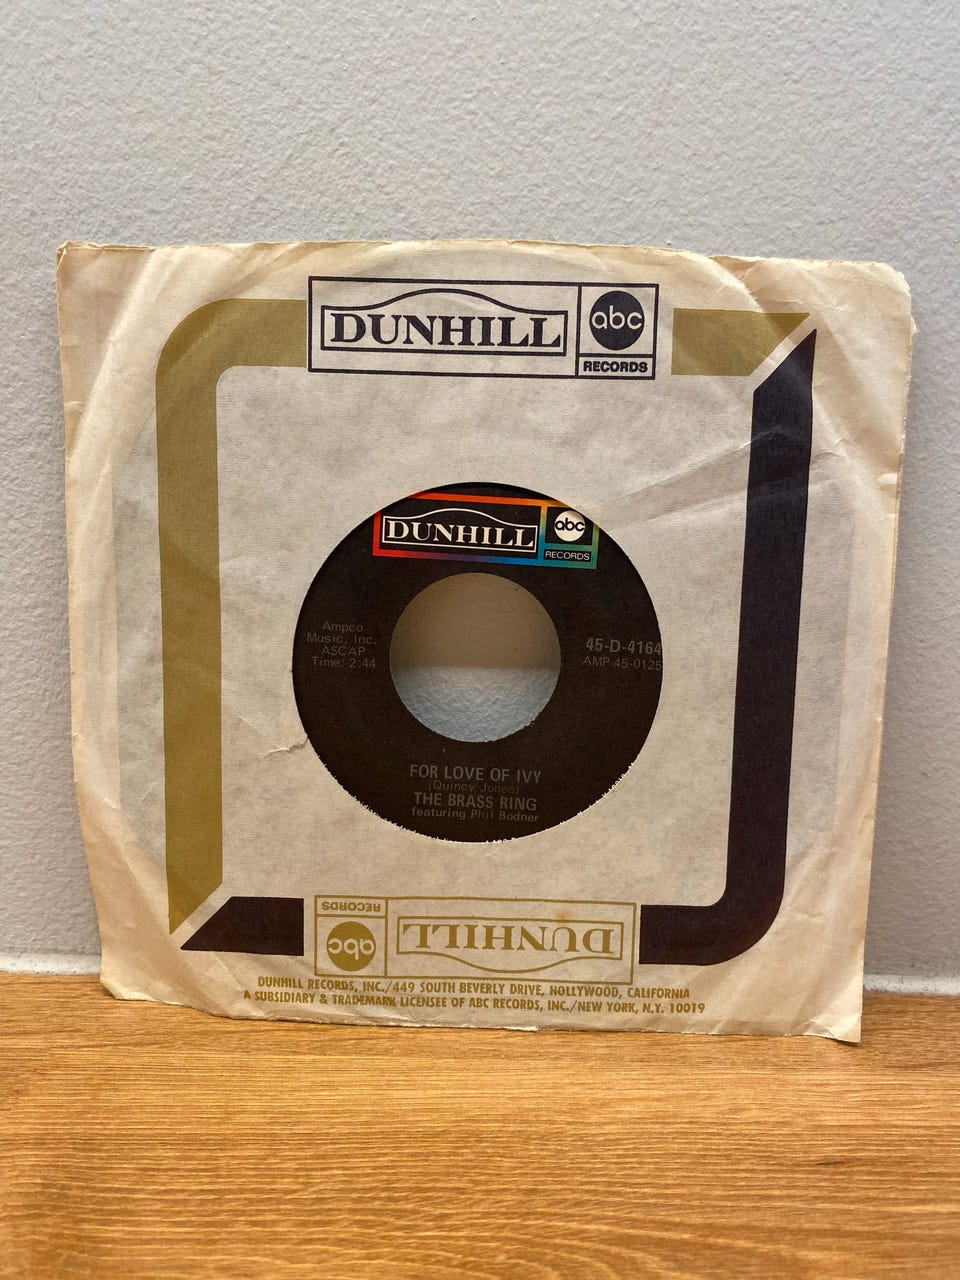 DUNHILL
abc
RECORDS
DUNHILL
abc
RECORDS
Ampco
Music, Inc.
ASCAP
Time: 2:44
45-D-4164
AMP 45-0125
FOR LOVE OF IVY
(Quincy Jones)
THE BRASS RING
featuring Phil Bodner
DUNHILL
abc
RECORDS
DUNHILL RECORDS, INC./449 SOUTH BEVERLY DRIVE, HOLLYWOOD, CALIFORNIA
A SUBSIDIARY & TRADEMARK LICENSEE OF ABC RECORDS, INC./NEW YORK, N.Y. 10019